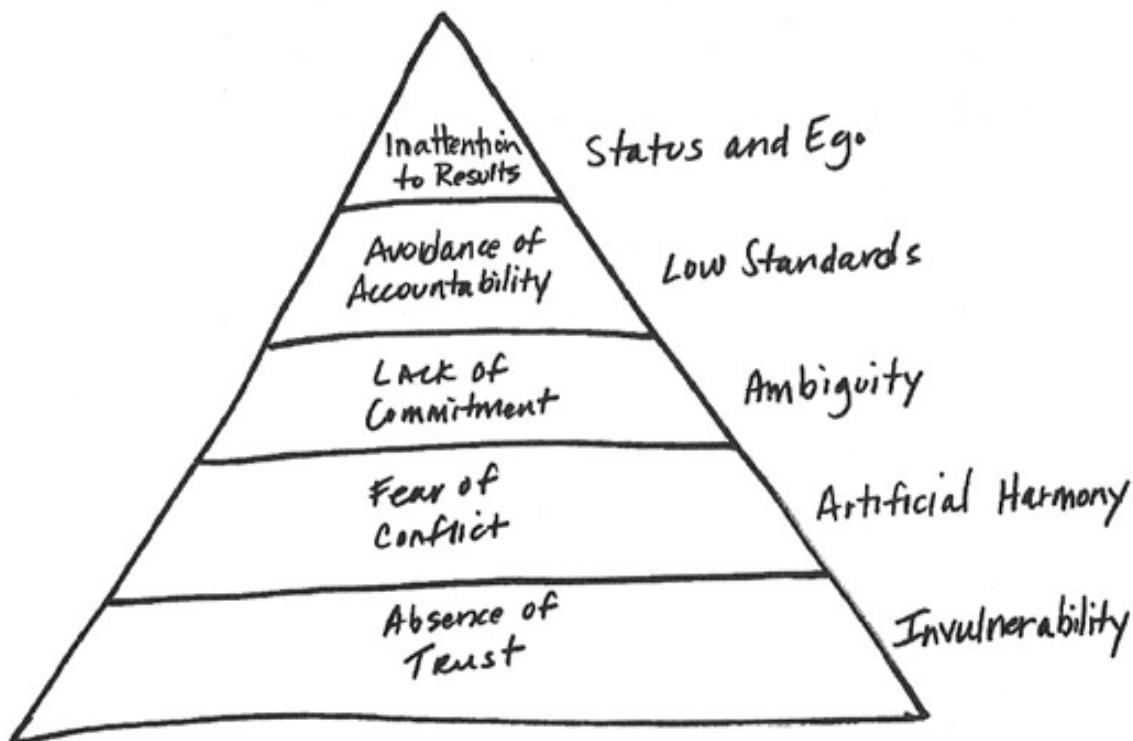 Inattention
to Results
Status and Ego
Avoidance of
Accountability
Low Standards
Lack of
Commitment
Ambiguity
Fear of
Conflict
Artificial Harmony
Absence of
Trust
Invulnerability